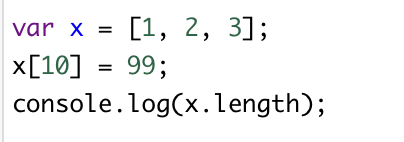 var x = [1, 2, 3];
x[10] = 99;
console.log(x.length);